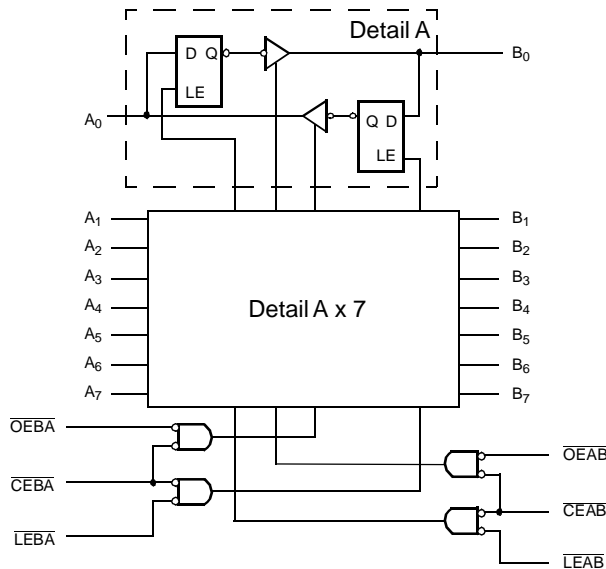 Detail A
D Q
LE
B0
A0
Q D
LE
A1
A2
A3
A4
A5
A6
A7
Detail A x 7
B1
B2
B3
B4
B5
B6
B7
OEBA
CEBA
LEBA
OEAB
CEAB
LEAB